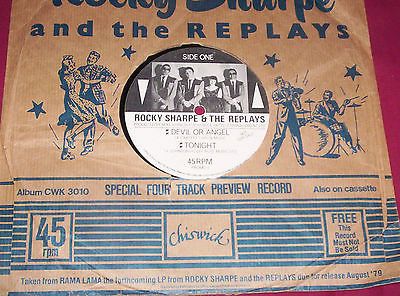 Rocky Sharpe
and the REPLAYS
SIDE ONE
ROCKY SHARPE & THE REPLAYS
DEVIL OR ANGEL
TONIGHT
45RPM
Album CWK 3010
SPECIAL FOUR TRACK PREVIEW RECORD
Also on cassette
45
rpm
Chiswick
FREE
This
Record
Must Not
Be Sold
Taken from RAMA LAMA the forthcoming LP from ROCKY SHARPE and the REPLAYS due for release August '79